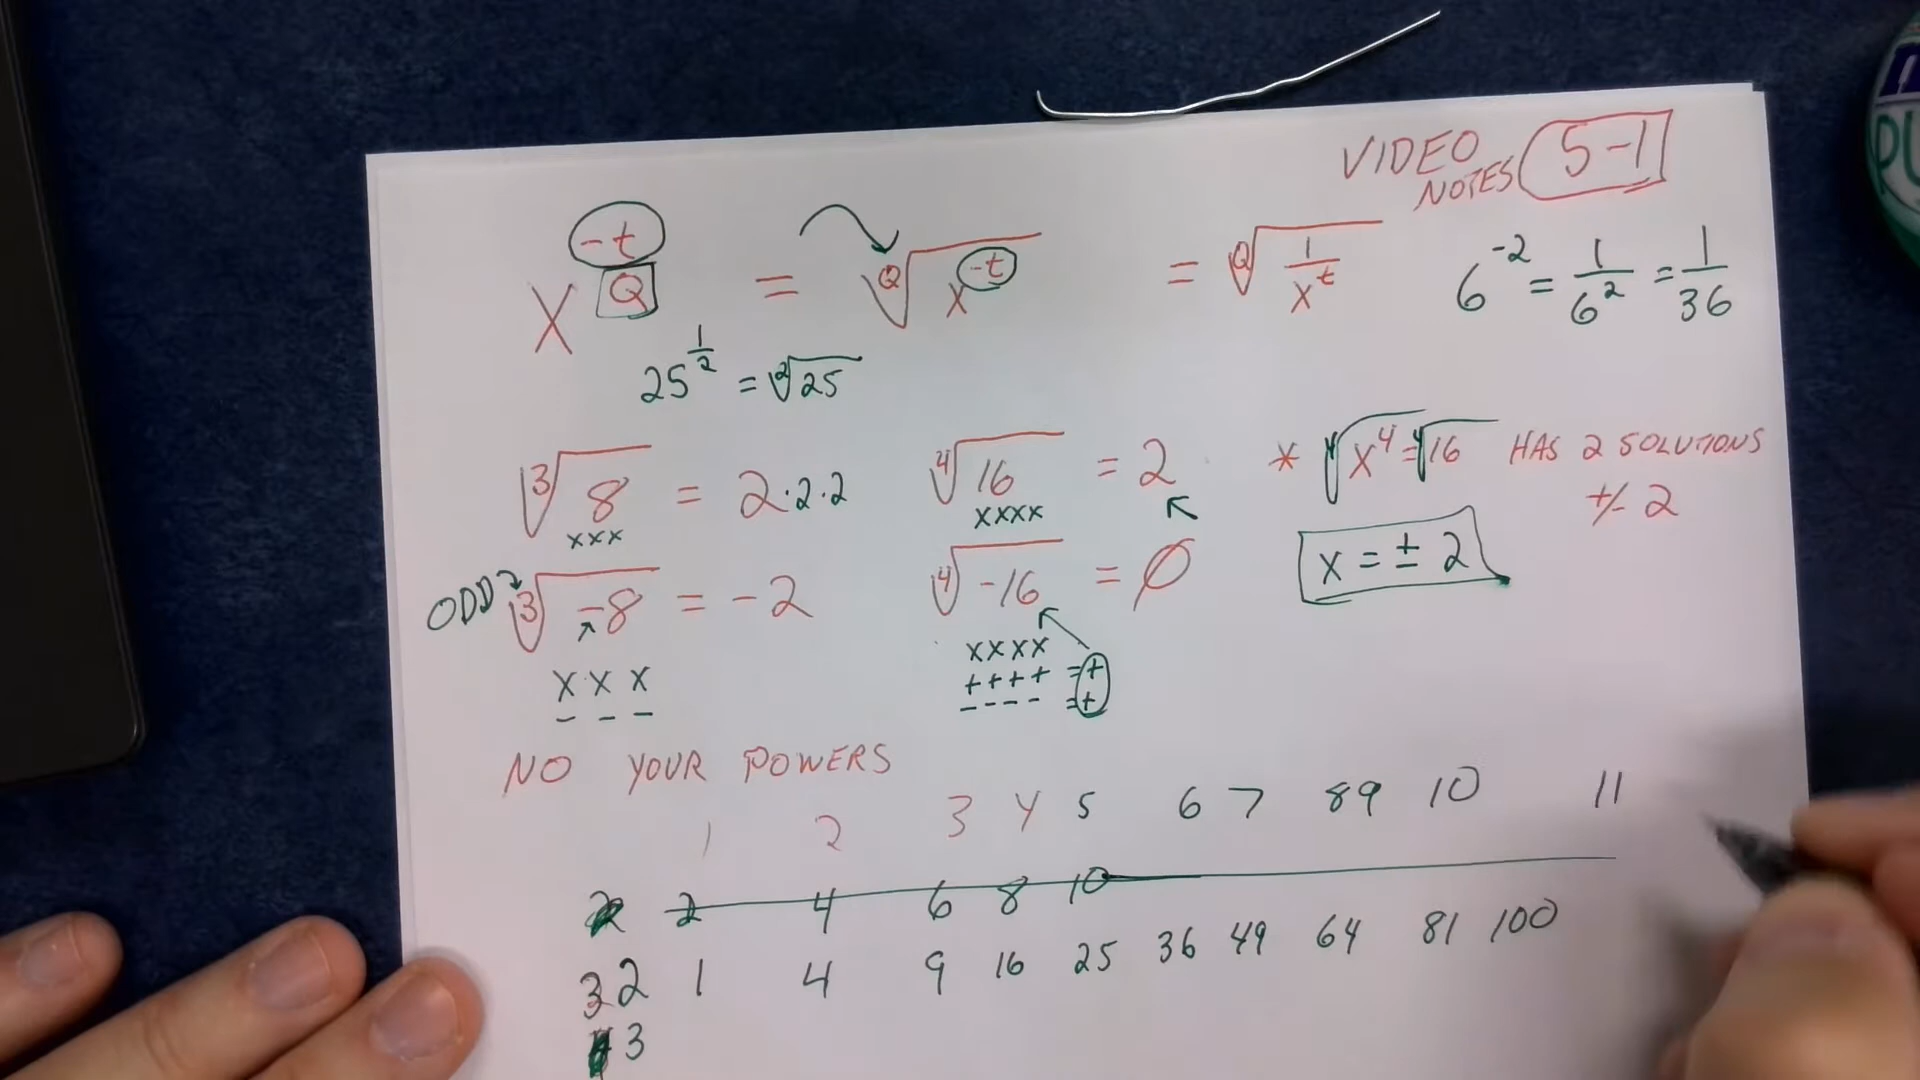 VIDEO NOTES 5-1
x^(-t/Q) = ᵠ√(x^(-t)) = ᵠ√(1/x^t)
6^(-2) = 1/6^2 = 1/36
25^(1/2) = ²√25
³√8 = 2·2·2
xxx
⁴√16 = 2
xxxx
* ⁴√x^4 = ⁴√16 HAS 2 SOLUTIONS
+/- 2
x = ± 2
ODD ³√-8 = -2
x x x
- - -
⁴√-16 = Ø
xxxx
++++ =+
---- =+
NO YOUR POWERS
1 2 3 4 5 6 7 8 9 10 11
2 4 6 8 10
3 2 1 4 9 16 25 36 49 64 81 100
3